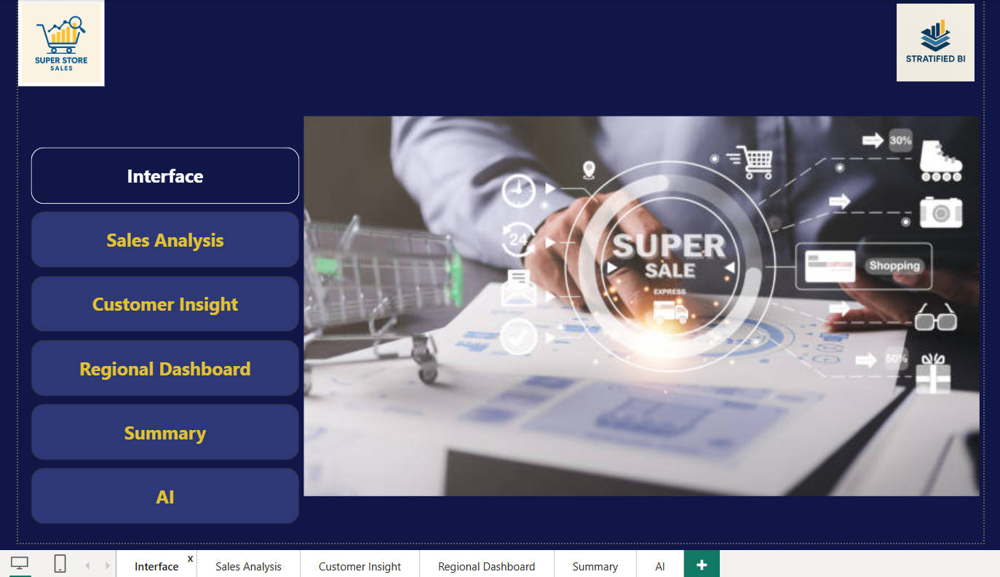 SUPER STORE
SALES
STRATIFIED BI
Interface
Sales Analysis
Customer Insight
Regional Dashboard
Summary
AI
30%
24
SUPER
SALE
EXPRESS
Shopping
50%
Interface X
Sales Analysis
Customer Insight
Regional Dashboard
Summary
AI
+